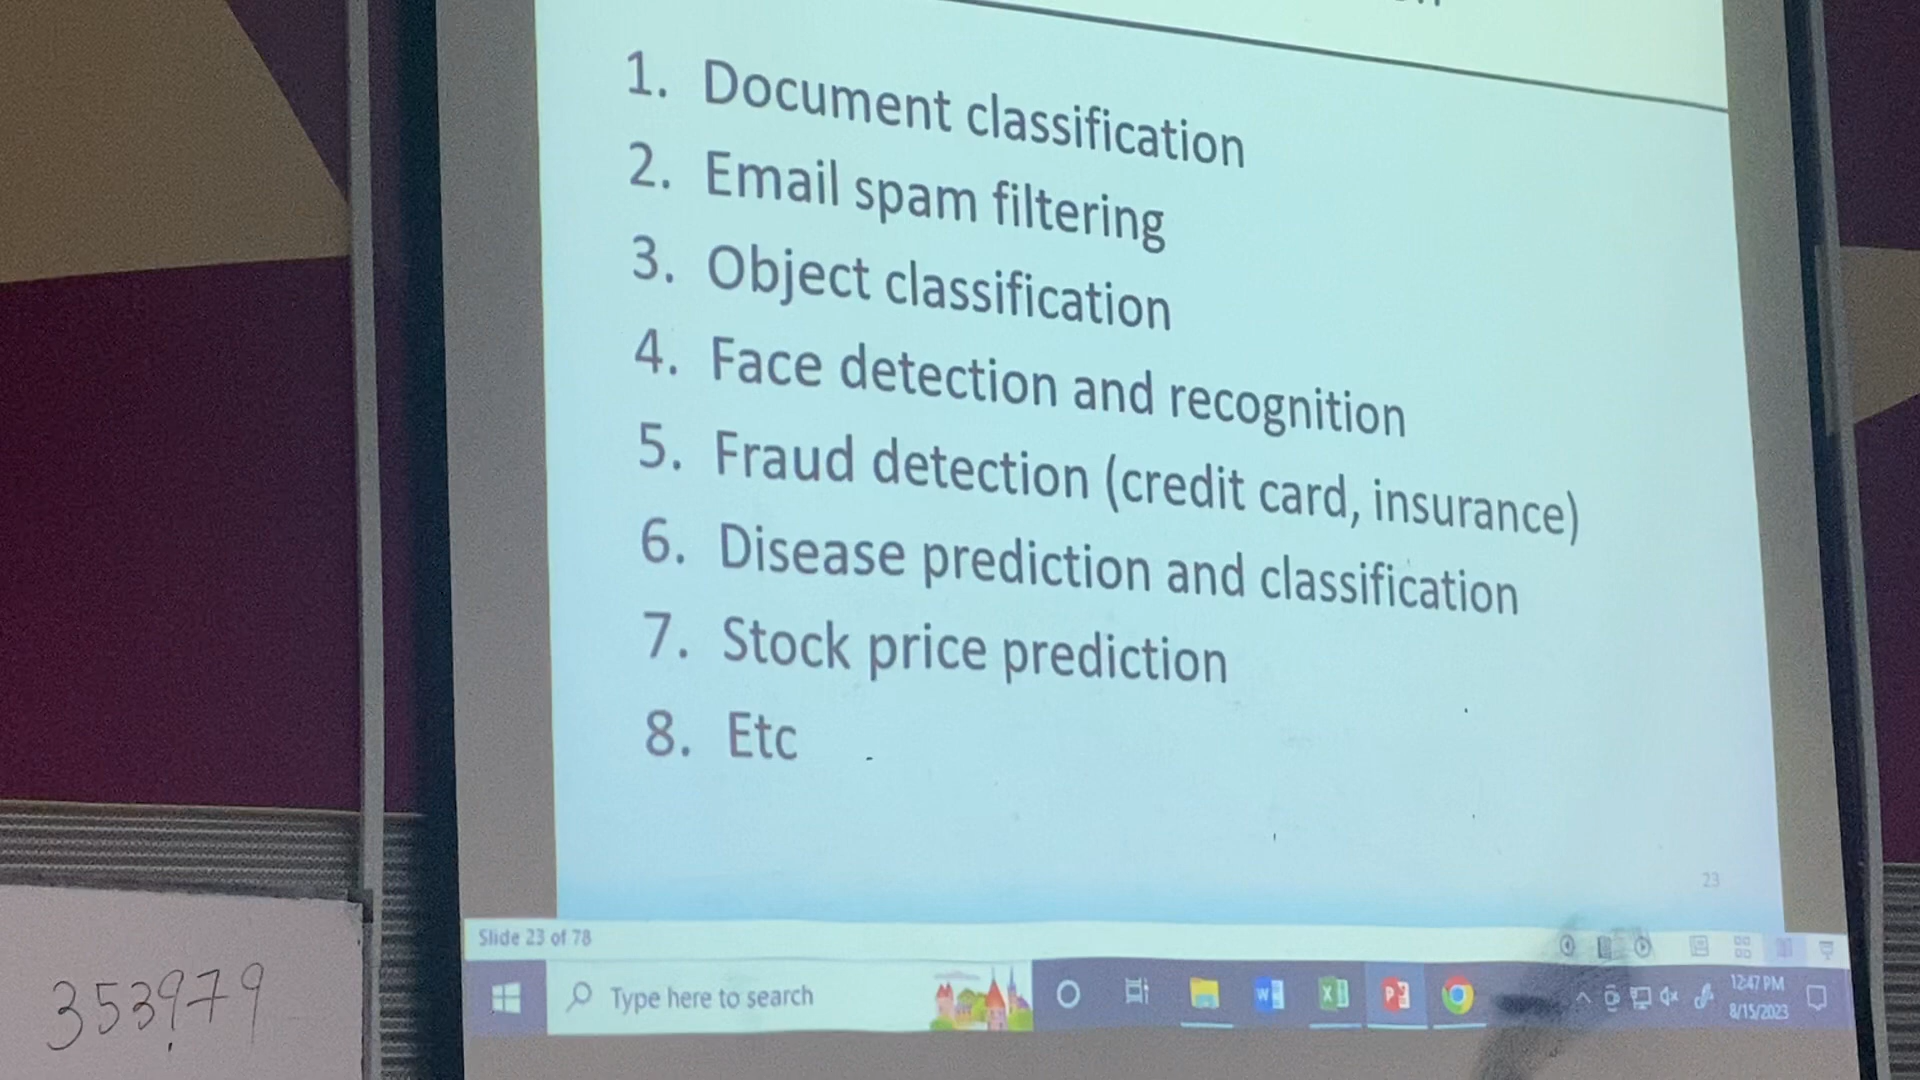 1. Document classification
2. Email spam filtering
3. Object classification
4. Face detection and recognition
5. Fraud detection (credit card, insurance)
6. Disease prediction and classification
7. Stock price prediction
8. Etc
23
Slide 23 of 78
Type here to search
12:47 PM
8/15/2023
353979